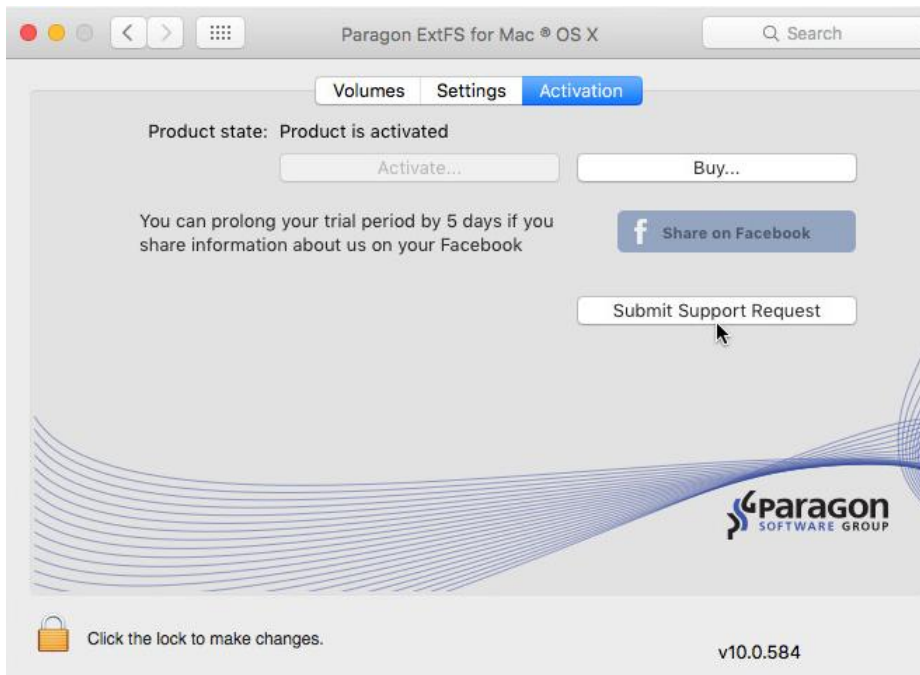 Paragon ExtFS for Mac ® OS X
Search
Volumes Settings Activation
Product state: Product is activated
Activate... Buy...
You can prolong your trial period by 5 days if you
share information about us on your Facebook
f Share on Facebook
Submit Support Request
Paragon
SOFTWARE GROUP
Click the lock to make changes.
v10.0.584